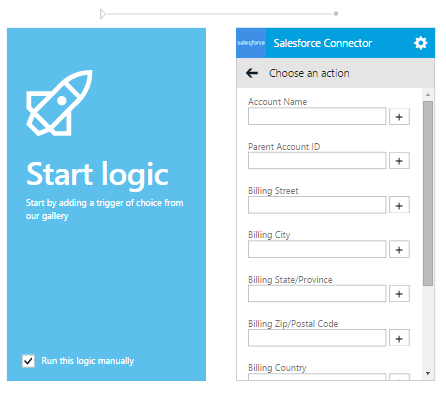 Start logic
Start by adding a trigger of choice from
our gallery
Run this logic manually
salesforce
Salesforce Connector
Choose an action
Account Name
+
Parent Account ID
+
Billing Street
+
Billing City
+
Billing State/Province
+
Billing Zip/Postal Code
+
Billing Country
+